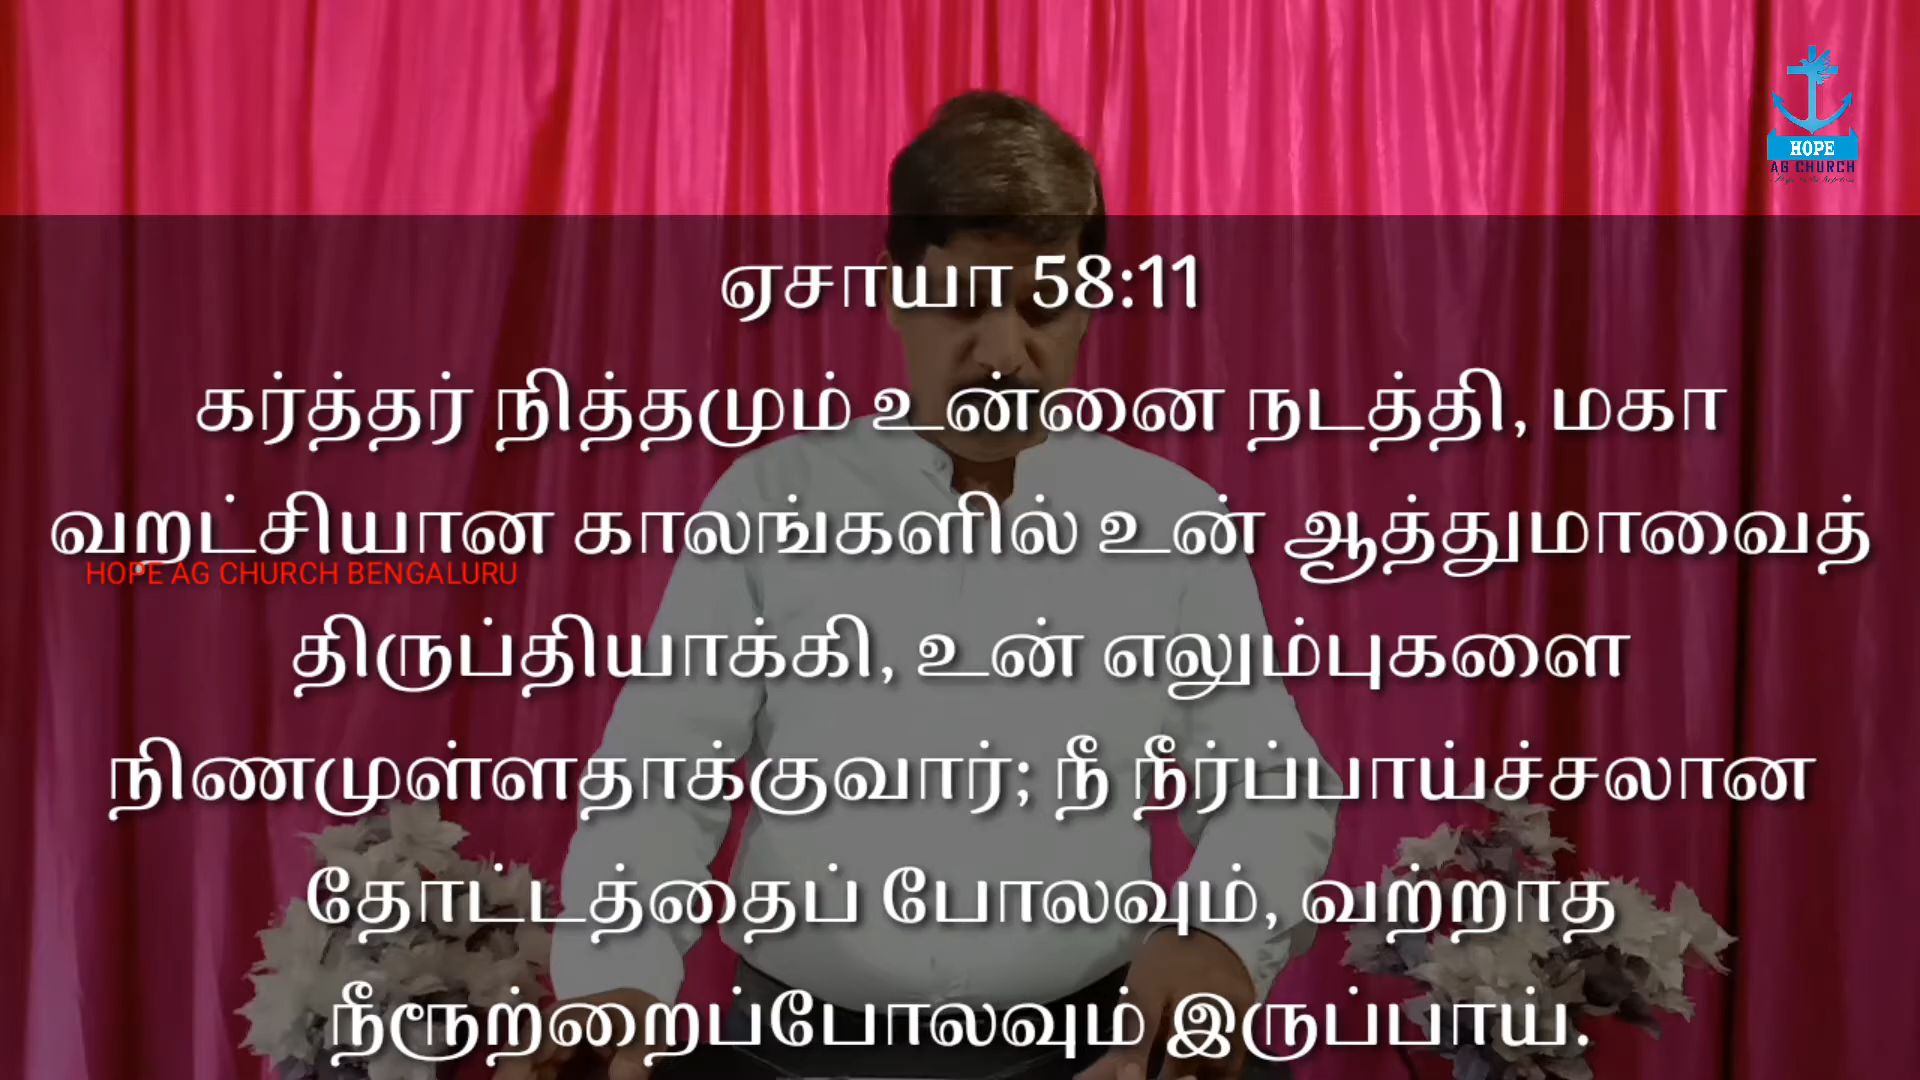 HOPE
AG CHURCH
ஏசாயா 58:11
கர்த்தர் நித்தமும் உன்னை நடத்தி, மகா
வறட்சியான காலங்களில் உன் ஆத்துமாவைத்
HOPE AG CHURCH BENGALURU
திருப்தியாக்கி, உன் எலும்புகளை
நிணமுள்ளதாக்குவார்; நீ நீர்ப்பாய்ச்சலான
தோட்டத்தைப் போலவும், வற்றாத
நீரூற்றைப்போலவும் இருப்பாய்.